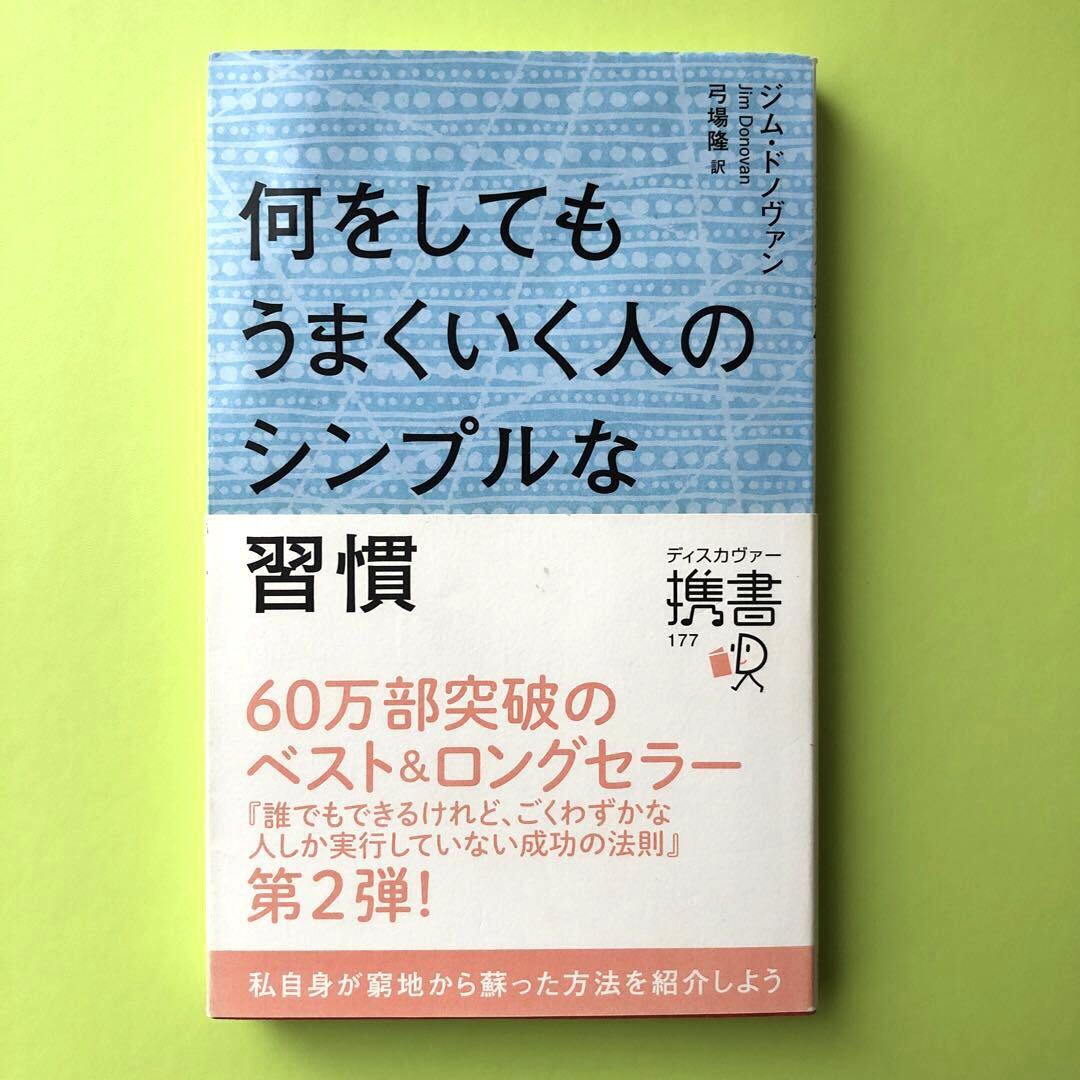 ジム・ドノヴァン
Jim Donovan
弓場隆 訳
何をしても
うまくいく人の
シンプルな
習慣
ディスカヴァー
携書
177
60万部突破の
ベスト&ロングセラー
『誰でもできるけれど、ごくわずかな
人しか実行していない成功の法則』
第2弾!
私自身が窮地から蘇った方法を紹介しよう